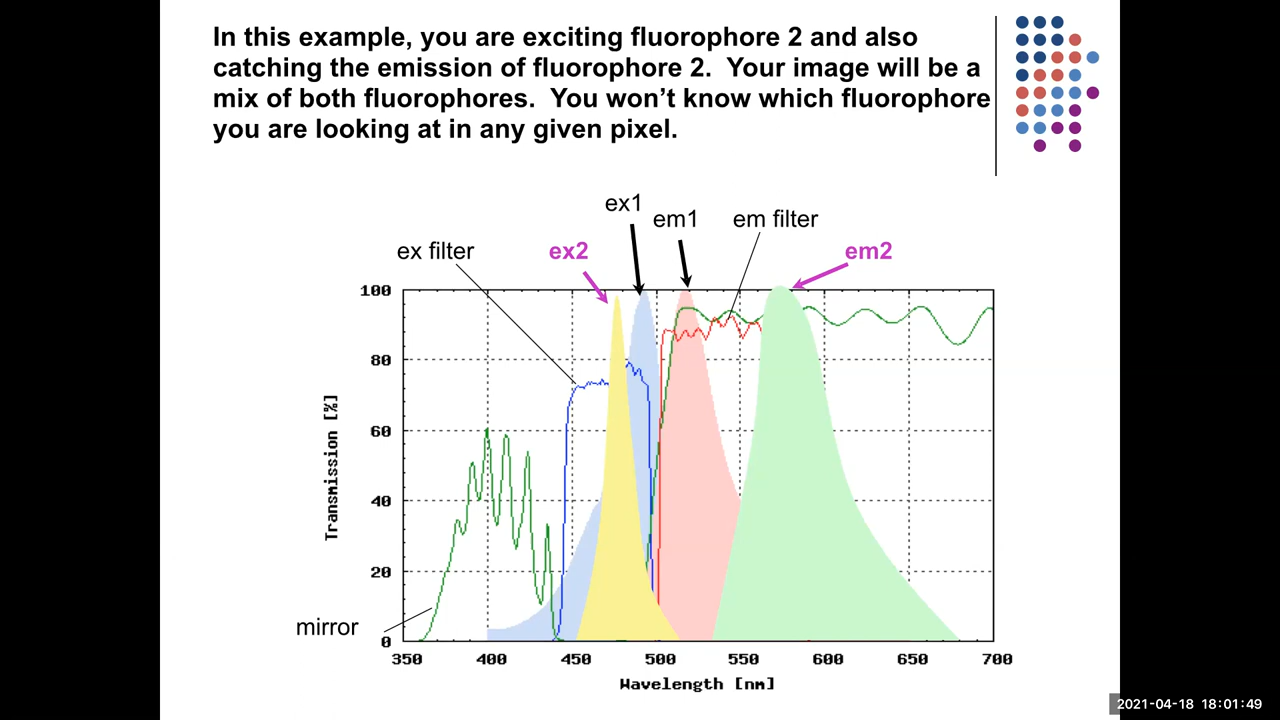 In this example, you are exciting fluorophore 2 and also
catching the emission of fluorophore 2.  Your image will be a
mix of both fluorophores.  You won’t know which fluorophore
you are looking at in any given pixel.
ex1
em1
em filter
ex filter
ex2
em2
100
80
60
40
20
0
Transmission [%]
mirror
350 400 450 500 550 600 650 700
Wavelength [nm]
2021-04-18 18:01:49